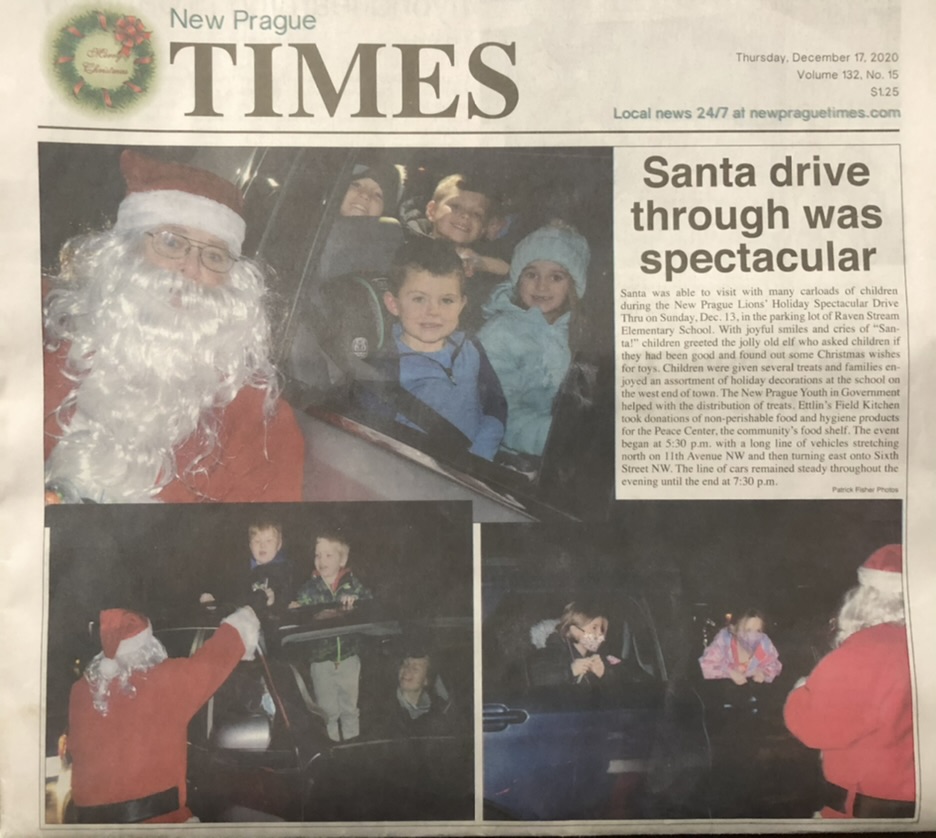 Merry
Christmas
New Prague
TIMES
Thursday, December 17, 2020
Volume 132, No. 15
$1.25
Local news 24/7 at newpraguetimes.com
Santa drive
through was
spectacular
Santa was able to visit with many carloads of children
during the New Prague Lions' Holiday Spectacular Drive
Thru on Sunday, Dec. 13, in the parking lot of Raven Stream
Elementary School. With joyful smiles and cries of "San-
ta!" children greeted the jolly old elf who asked children if
they had been good and found out some Christmas wishes
for toys. Children were given several treats and families en-
joyed an assortment of holiday decorations at the school on
the west end of town. The New Prague Youth in Government
helped with the distribution of treats. Ettlin's Field Kitchen
took donations of non-perishable food and hygiene products
for the Peace Center, the community's food shelf. The event
began at 5:30 p.m. with a long line of vehicles stretching
north on 11th Avenue NW and then turning east onto Sixth
Street NW. The line of cars remained steady throughout the
evening until the end at 7:30 p.m.
Patrick Fisher Photos